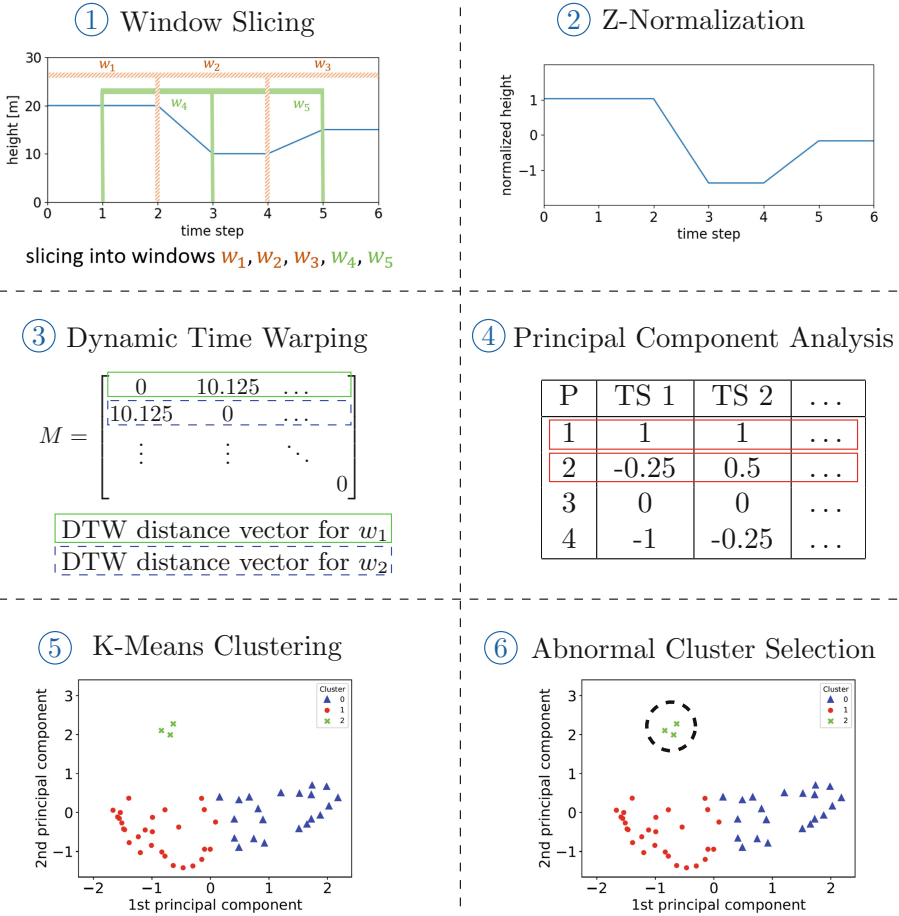 1 Window Slicing
30
20
10
0
height [m]
w1 w2 w3
w4 w5
0 1 2 3 4 5 6
time step
slicing into windows w1, w2, w3, w4, w5
2 Z-Normalization
1
0
−1
normalized height
0 1 2 3 4 5 6
time step
3 Dynamic Time Warping
0 10.125 ...
10.125 0 ...
M =
⋮ ⋮ ⋱
0
DTW distance vector for w1
DTW distance vector for w2
4 Principal Component Analysis
P TS 1 TS 2 ...
1 1 1 ...
2 -0.25 0.5 ...
3 0 0 ...
4 -1 -0.25 ...
5 K-Means Clustering
3
2
1
0
−1
2nd principal component
Cluster
0
1
2
−2 −1 0 1 2
1st principal component
6 Abnormal Cluster Selection
3
2
1
0
−1
2nd principal component
Cluster
0
1
2
−2 −1 0 1 2
1st principal component